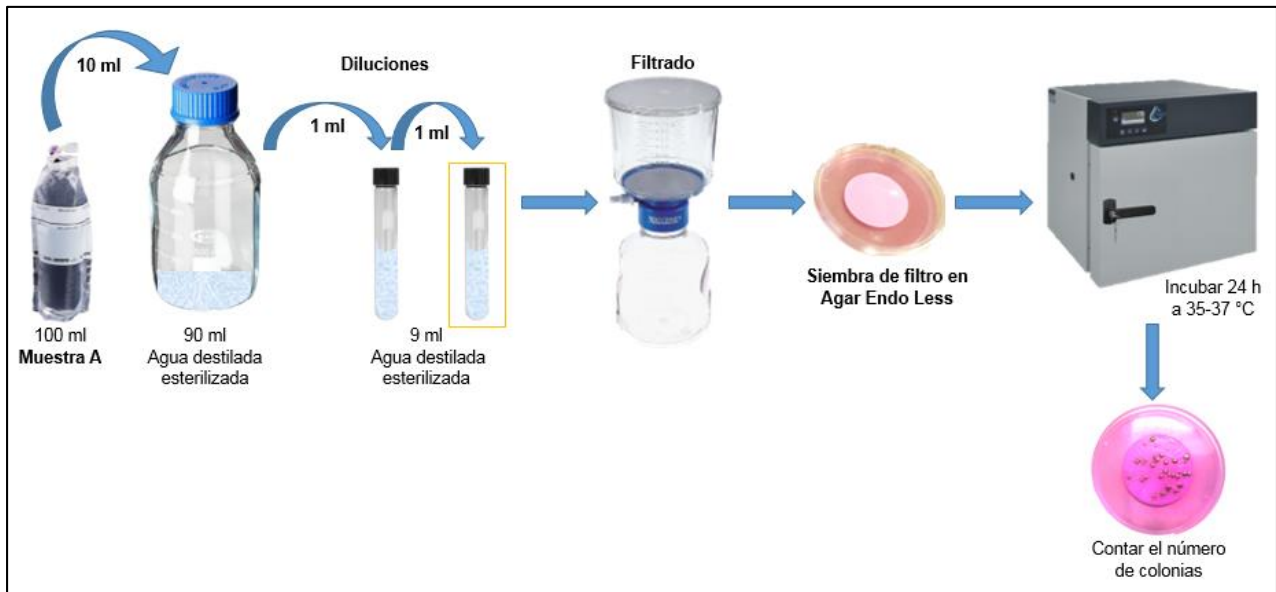 10 ml
Diluciones
1 ml
1 ml
Filtrado
100 ml
Muestra A
90 ml
Agua destilada
esterilizada
9 ml
Agua destilada
esterilizada
Siembra de filtro en
Agar Endo Less
Incubar 24 h
a 35-37 °C
Contar el número
de colonias